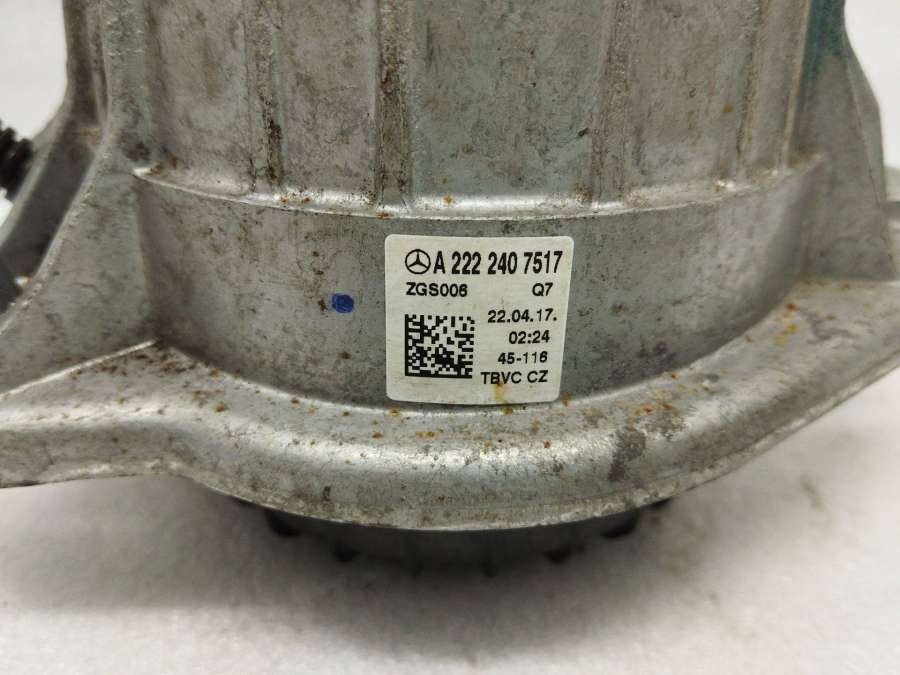 A 222 240 7517
ZGS006 Q7
22.04.17.
02:24
45-116
TBVC CZ